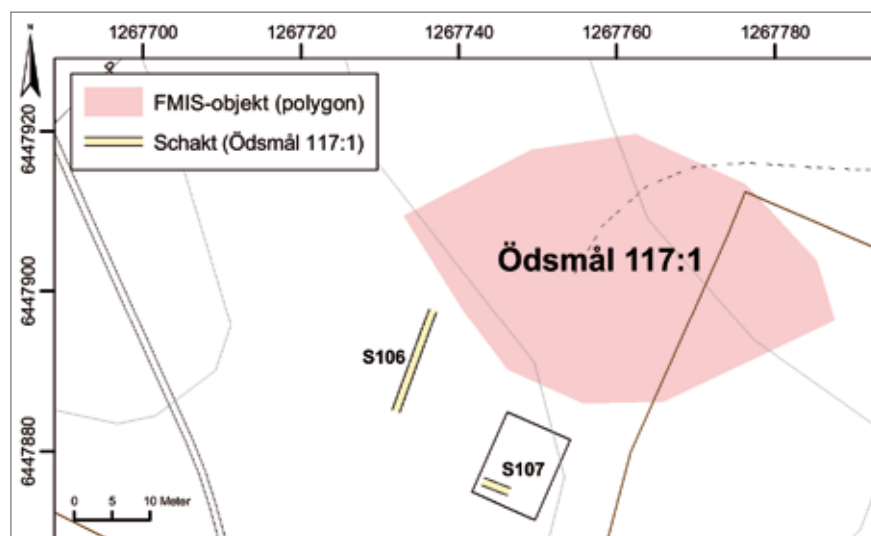 1267700 1267720 1267740 1267760 1267780
N
R
FMIS-objekt (polygon)
Schakt (Ödsmål 117:1)
6447920
Ödsmål 117:1
6447900
S106
6447880
S107
0 5 10 Meter